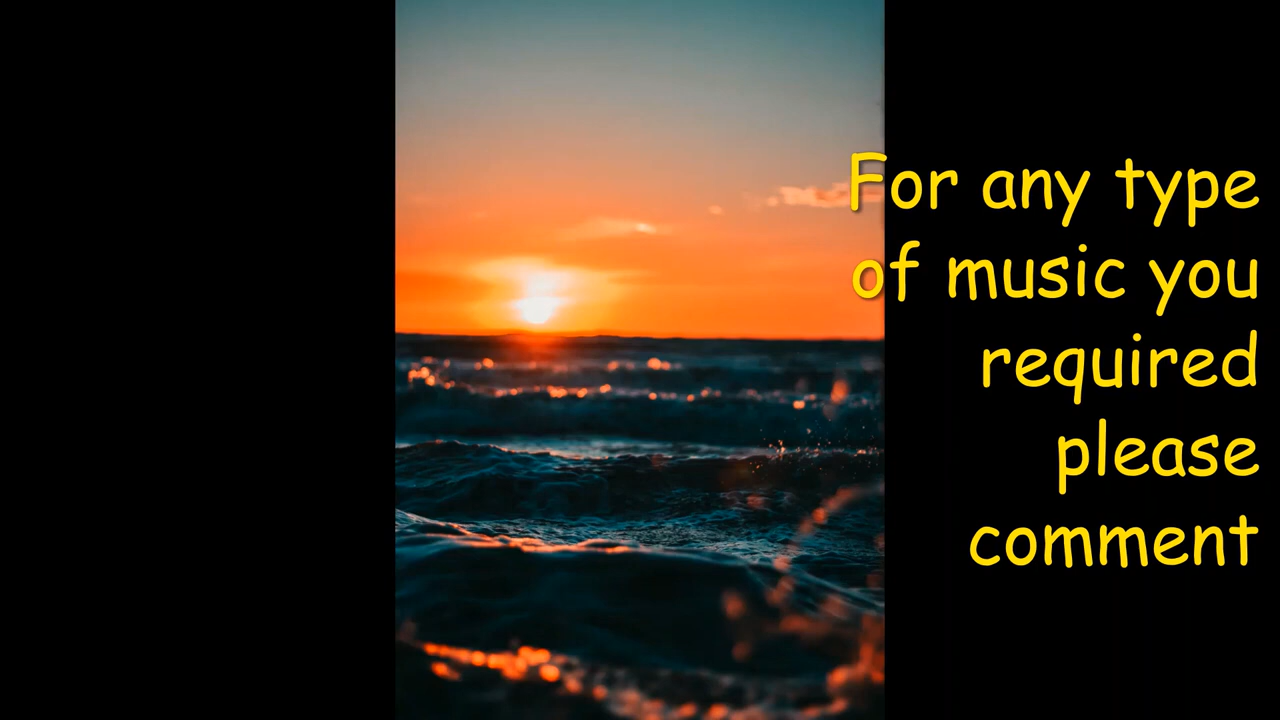 For any type
of music you
required
please
comment